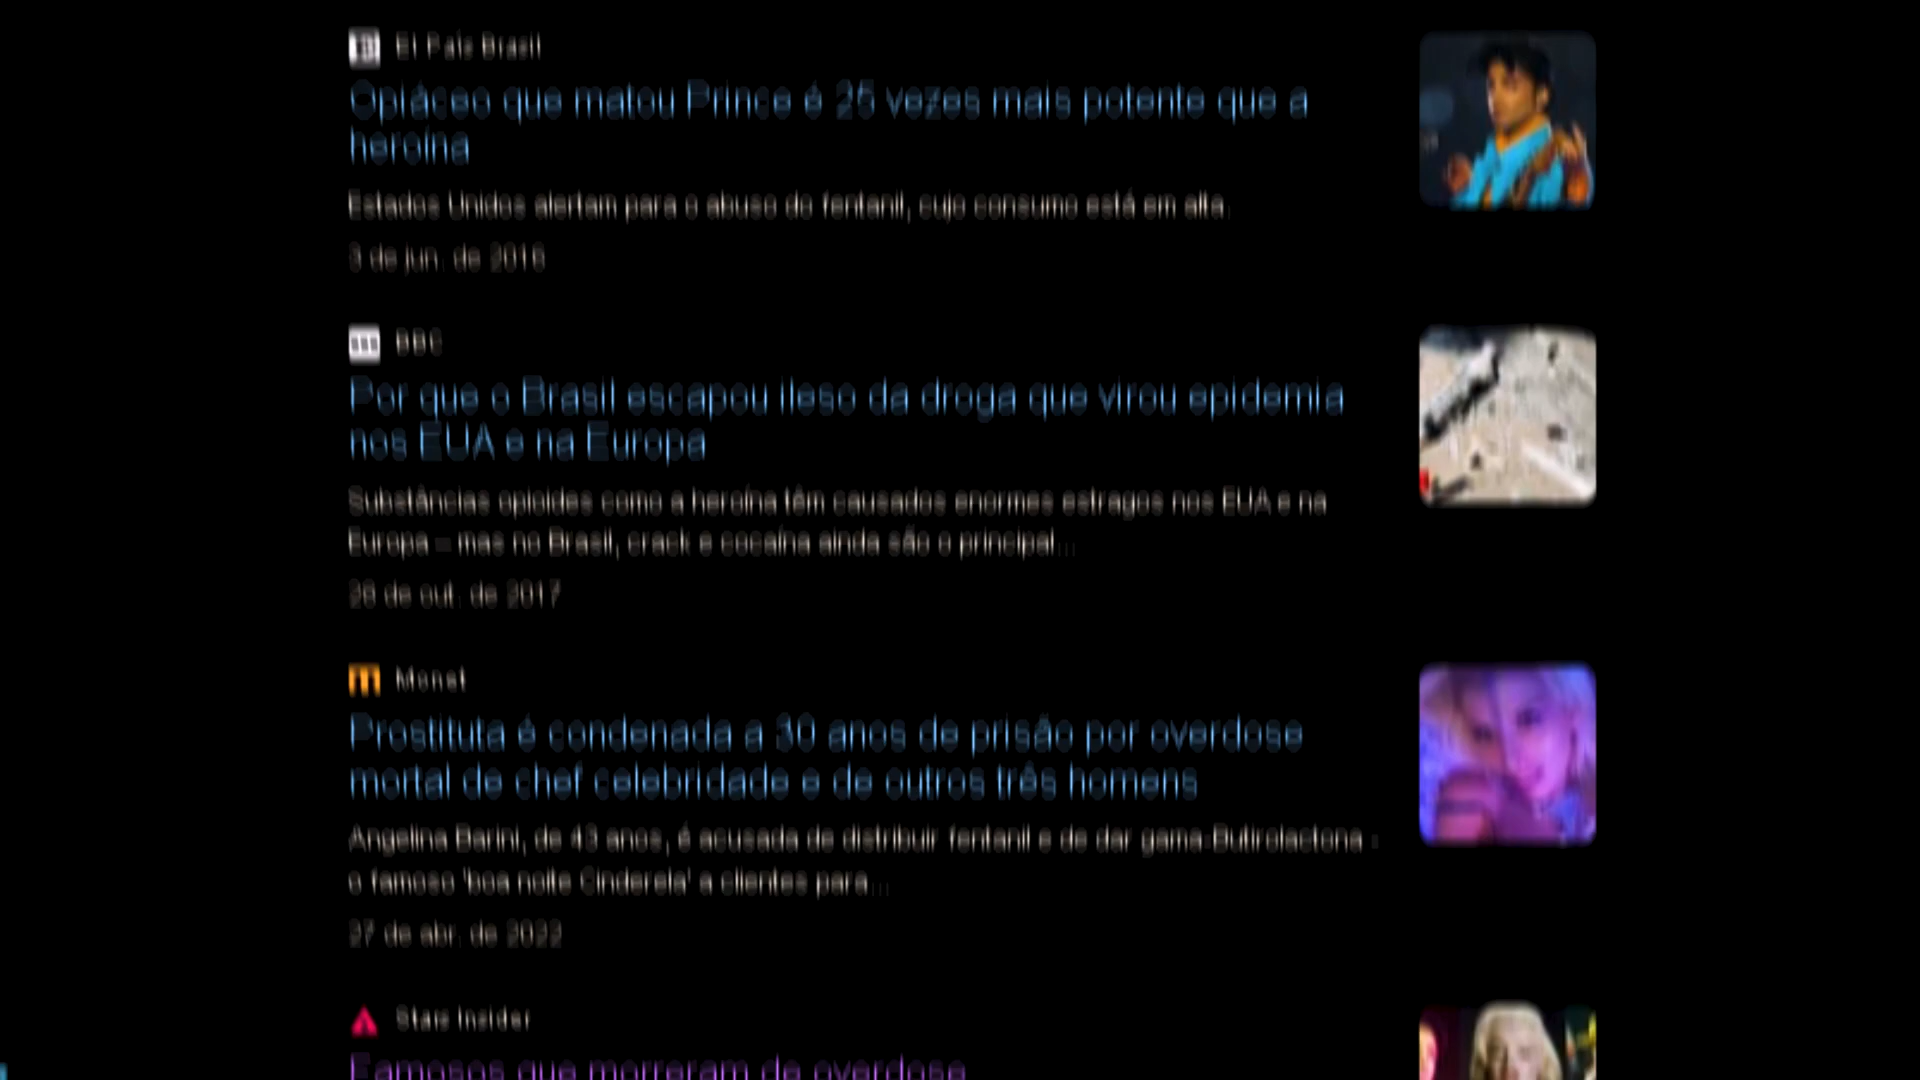 El País Brasil
Opiáceo que matou Prince é 25 vezes mais potente que a
heroína
Estados Unidos alertam para o abuso do fentanil, cujo consumo está em alta.
3 de jun. de 2016
BBC
Por que o Brasil escapou ileso da droga que virou epidemia
nos EUA e na Europa
Substâncias opioides como a heroína têm causados enormes estragos nos EUA e na
Europa – mas no Brasil, crack e cocaína ainda são o principal...
26 de out. de 2017
Monet
Prostituta é condenada a 30 anos de prisão por overdose
mortal de chef celebridade e de outros três homens
Angelina Barini, de 43 anos, é acusada de distribuir fentanil e de dar gama-Butirolactona -
o famoso 'boa noite Cinderela' a clientes para...
27 de abr. de 2022
Stars Insider
Famosos que morreram de overdose